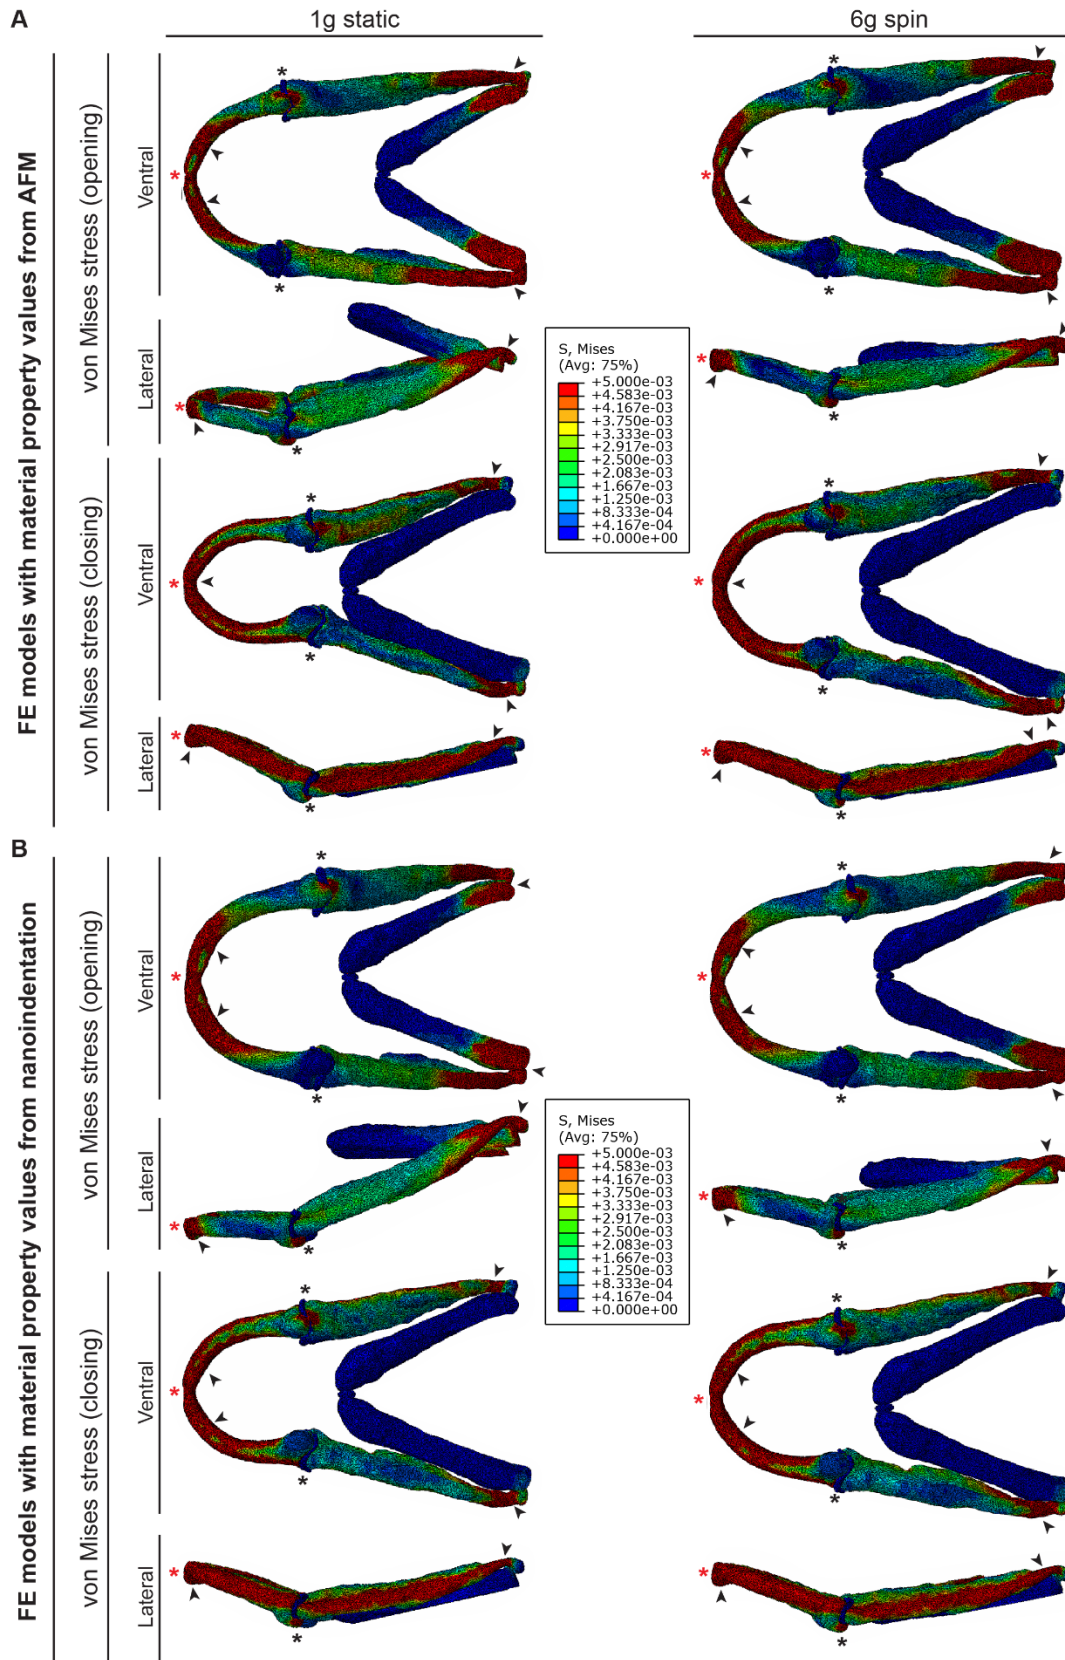 A
1g static
6g spin
FE models with material property values from AFM
von Mises stress (opening)
Ventral
*
*
*
*
*
*
Lateral
*
*
*
*
S, Mises
(Avg: 75%)
+5.000e-03
+4.583e-03
+4.167e-03
+3.750e-03
+3.333e-03
+2.917e-03
+2.500e-03
+2.083e-03
+1.667e-03
+1.250e-03
+8.333e-04
+4.167e-04
+0.000e+00
von Mises stress (closing)
Ventral
*
*
*
*
*
*
Lateral
*
*
*
*
B
FE models with material property values from nanoindentation
von Mises stress (opening)
Ventral
*
*
*
*
*
*
Lateral
*
*
*
*
S, Mises
(Avg: 75%)
+5.000e-03
+4.583e-03
+4.167e-03
+3.750e-03
+3.333e-03
+2.917e-03
+2.500e-03
+2.083e-03
+1.667e-03
+1.250e-03
+8.333e-04
+4.167e-04
+0.000e+00
von Mises stress (closing)
Ventral
*
*
*
*
*
*
Lateral
*
*
*
*